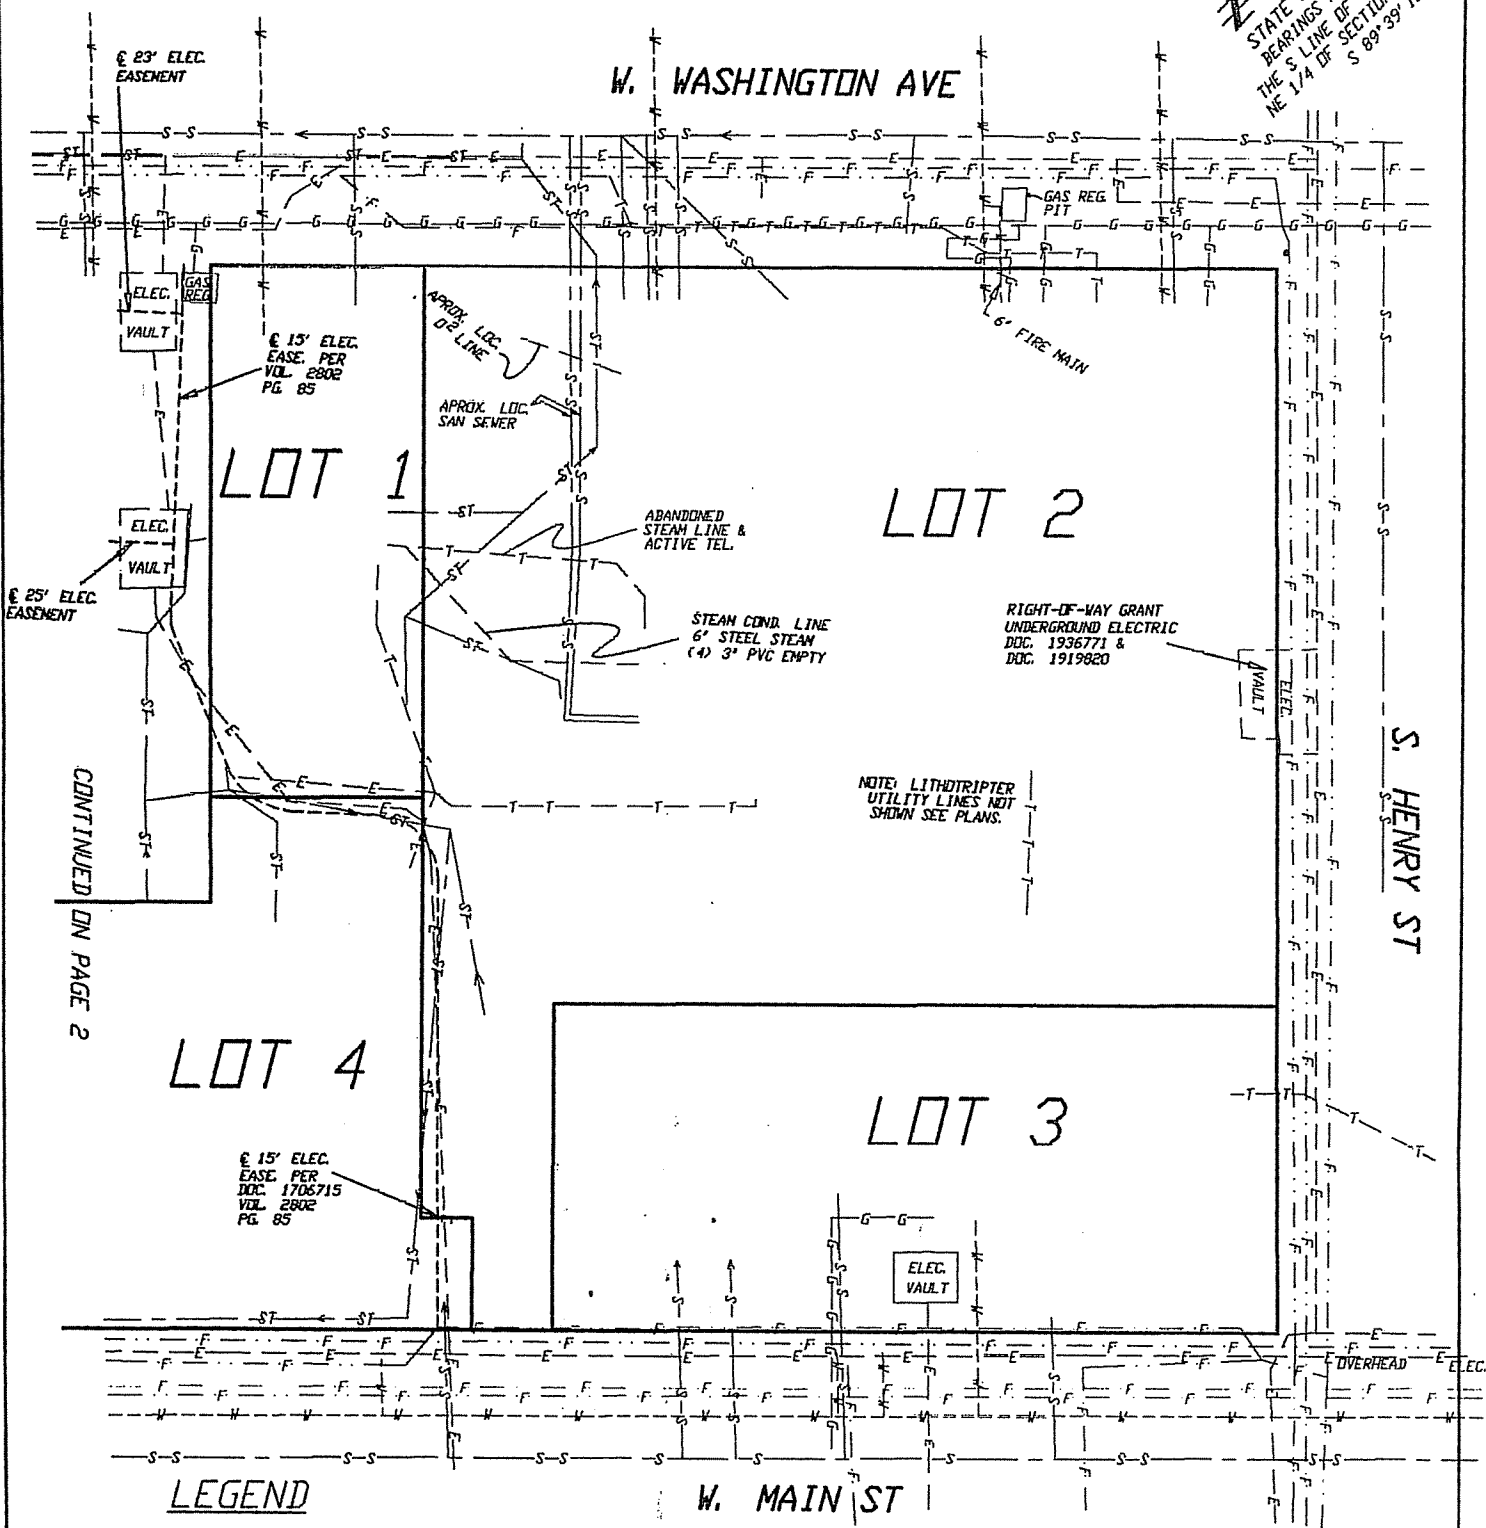 STATE
BEARINGS
THE S LINE OF
NE 1/4 OF SECTION
S 89°39'
℄ 23' ELEC.
EASEMENT
W. WASHINGTON AVE
GAS REG.
PIT
ELEC.
VAULT
GAS
REG
6" FIRE MAIN
APROX. LOC.
O² LINE
℄ 15' ELEC.
EASE. PER
VOL. 2802
PG. 85
APROX. LOC.
SAN SEWER
LOT 1
LOT 2
ELEC.
VAULT
ABANDONED
STEAM LINE &
ACTIVE TEL.
℄ 25' ELEC.
EASEMENT
STEAM COND. LINE
6" STEEL STEAM
(4) 3" PVC EMPTY
RIGHT-OF-WAY GRANT
UNDERGROUND ELECTRIC
DOC. 1936771 &
DOC. 1919820
ELEC.
VAULT
S. HENRY ST
NOTE: LITHOTRIPTER
UTILITY LINES NOT
SHOWN SEE PLANS.
CONTINUED ON PAGE 2
LOT 4
LOT 3
℄ 15' ELEC.
EASE. PER
DOC. 1706715
VOL. 2802
PG. 85
ELEC.
VAULT
OVERHEAD ELEC.
LEGEND
W. MAIN ST